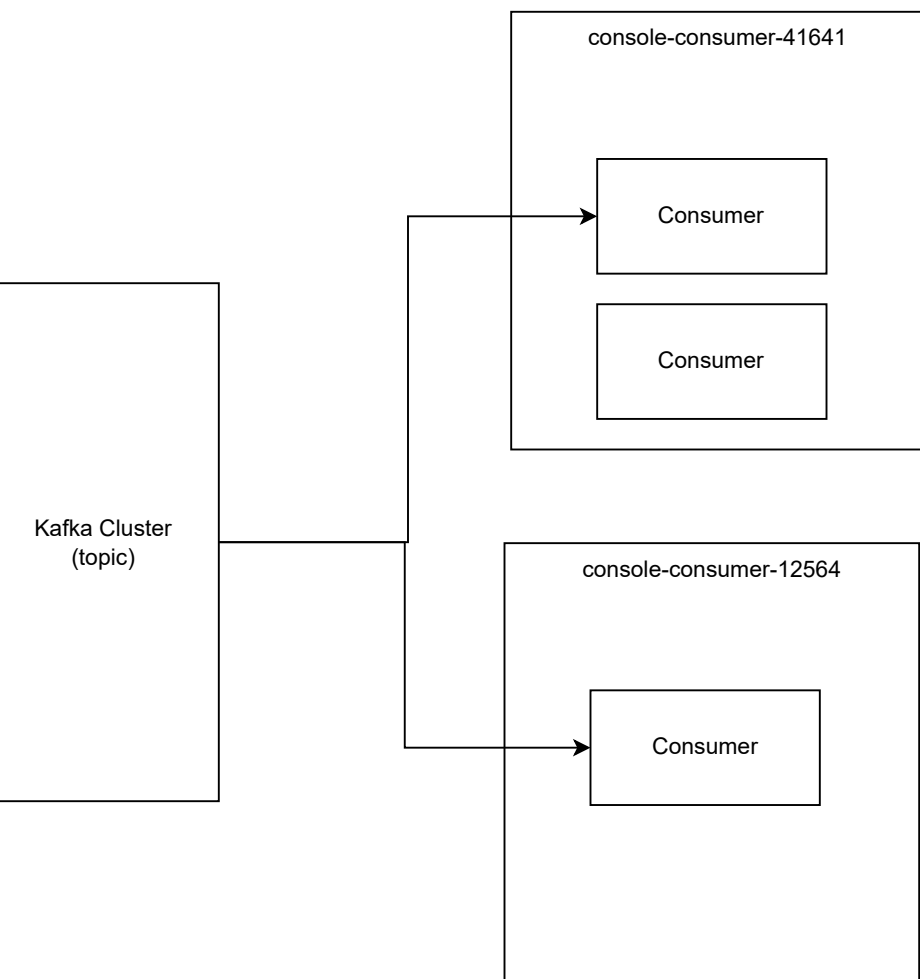 console-consumer-41641
Consumer
Consumer
Kafka Cluster
(topic)
console-consumer-12564
Consumer